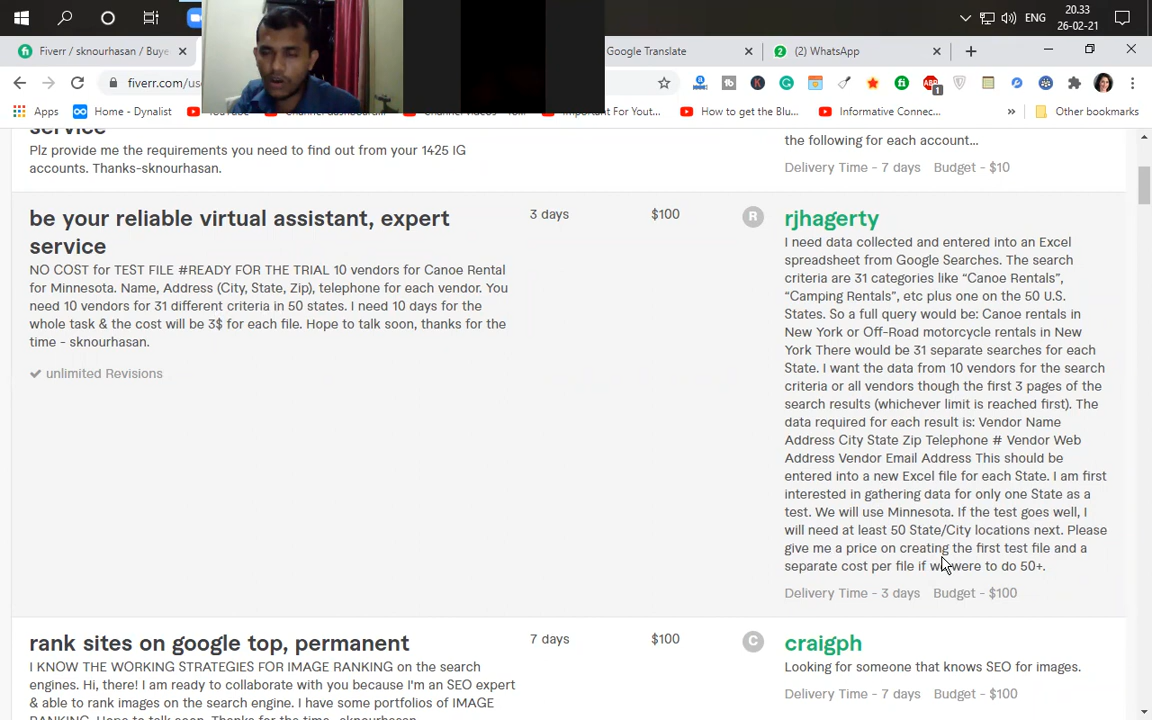 20.33
ENG
26-02-21
Fiverr / sknourhasan / Buye
Google Translate
(2) WhatsApp
fiverr.com/us
Apps
Home - Dynalist
How to get the Blu...
Informative Connec...
Other bookmarks
service
Plz provide me the requirements you need to find out from your 1425 IG
accounts. Thanks-sknourhasan.
the following for each account...
Delivery Time - 7 days Budget - $10
be your reliable virtual assistant, expert
service
3 days
$100
NO COST for TEST FILE #READY FOR THE TRIAL 10 vendors for Canoe Rental
for Minnesota. Name, Address (City, State, Zip), telephone for each vendor. You
need 10 vendors for 31 different criteria in 50 states. I need 10 days for the
whole task & the cost will be 3$ for each file. Hope to talk soon, thanks for the
time - sknourhasan.
unlimited Revisions
R
rjhagerty
I need data collected and entered into an Excel
spreadsheet from Google Searches. The search
criteria are 31 categories like “Canoe Rentals”,
“Camping Rentals”, etc plus one on the 50 U.S.
States. So a full query would be: Canoe rentals in
New York or Off-Road motorcycle rentals in New
York There would be 31 separate searches for each
State. I want the data from 10 vendors for the search
criteria or all vendors though the first 3 pages of the
search results (whichever limit is reached first). The
data required for each result is: Vendor Name
Address City State Zip Telephone # Vendor Web
Address Vendor Email Address This should be
entered into a new Excel file for each State. I am first
interested in gathering data for only one State as a
test. We will use Minnesota. If the test goes well, I
will need at least 50 State/City locations next. Please
give me a price on creating the first test file and a
separate cost per file if we were to do 50+.
Delivery Time - 3 days Budget - $100
rank sites on google top, permanent
7 days
$100
I KNOW THE WORKING STRATEGIES FOR IMAGE RANKING on the search
engines. Hi, there! I am ready to collaborate with you because I'm an SEO expert
& able to rank images on the search engine. I have some portfolios of IMAGE
C
craigph
Looking for someone that knows SEO for images.
Delivery Time - 7 days Budget - $100